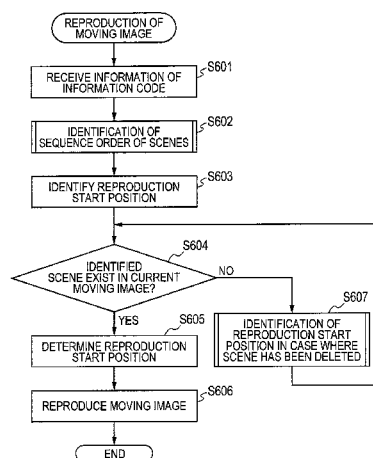 REPRODUCTION OF
MOVING IMAGE
S601
RECEIVE INFORMATION OF
INFORMATION CODE
S602
IDENTIFICATION OF
SEQUENCE ORDER OF SCENES
S603
IDENTIFY REPRODUCTION
START POSITION
S604
IDENTIFIED
SCENE EXIST IN CURRENT
MOVING IMAGE?
NO
YES
S607
IDENTIFICATION OF
REPRODUCTION START
POSITION IN CASE WHERE
SCENE HAS BEEN DELETED
S605
DETERMINE REPRODUCTION
START POSITION
S606
REPRODUCE MOVING IMAGE
END